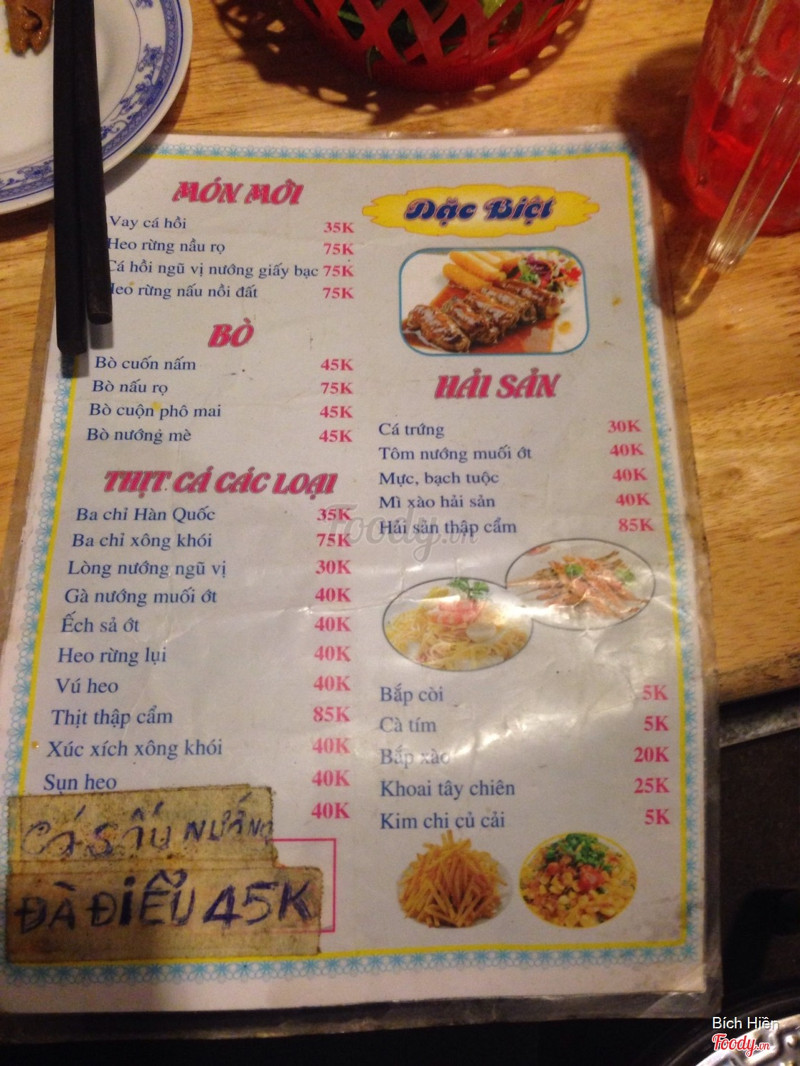 MÓN MỚI
Vay cá hồi 35K
Heo rừng nầu rọ 75K
Cá hồi ngũ vị nướng giấy bạc 75K
Heo rừng nấu nồi đất 75K
BÒ
Bò cuốn nấm 45K
Bò nấu rọ 75K
Bò cuộn phô mai 45K
Bò nướng mè 45K
THỊT CÁ CÁC LOẠI
Ba chỉ Hàn Quốc 35K
Ba chỉ xông khói 75K
Lòng nướng ngũ vị 30K
Gà nướng muối ớt 40K
Ếch sả ớt 40K
Heo rừng lụi 40K
Vú heo 40K
Thịt thập cẩm 85K
Xúc xích xông khói 40K
Sụn heo 40K
40K
CÁ SẤU NƯỚNG
ĐÀ ĐIỂU 45K
Đặc Biệt
HẢI SẢN
Cá trứng 30K
Tôm nướng muối ớt 40K
Mực, bạch tuộc 40K
Mì xào hải sản 40K
Hải sản thập cẩm 85K
Bắp còi 5K
Cà tím 5K
Bắp xào 20K
Khoai tây chiên 25K
Kim chi củ cải 5K
Foody.vn
Bích Hiền
Foody.vn